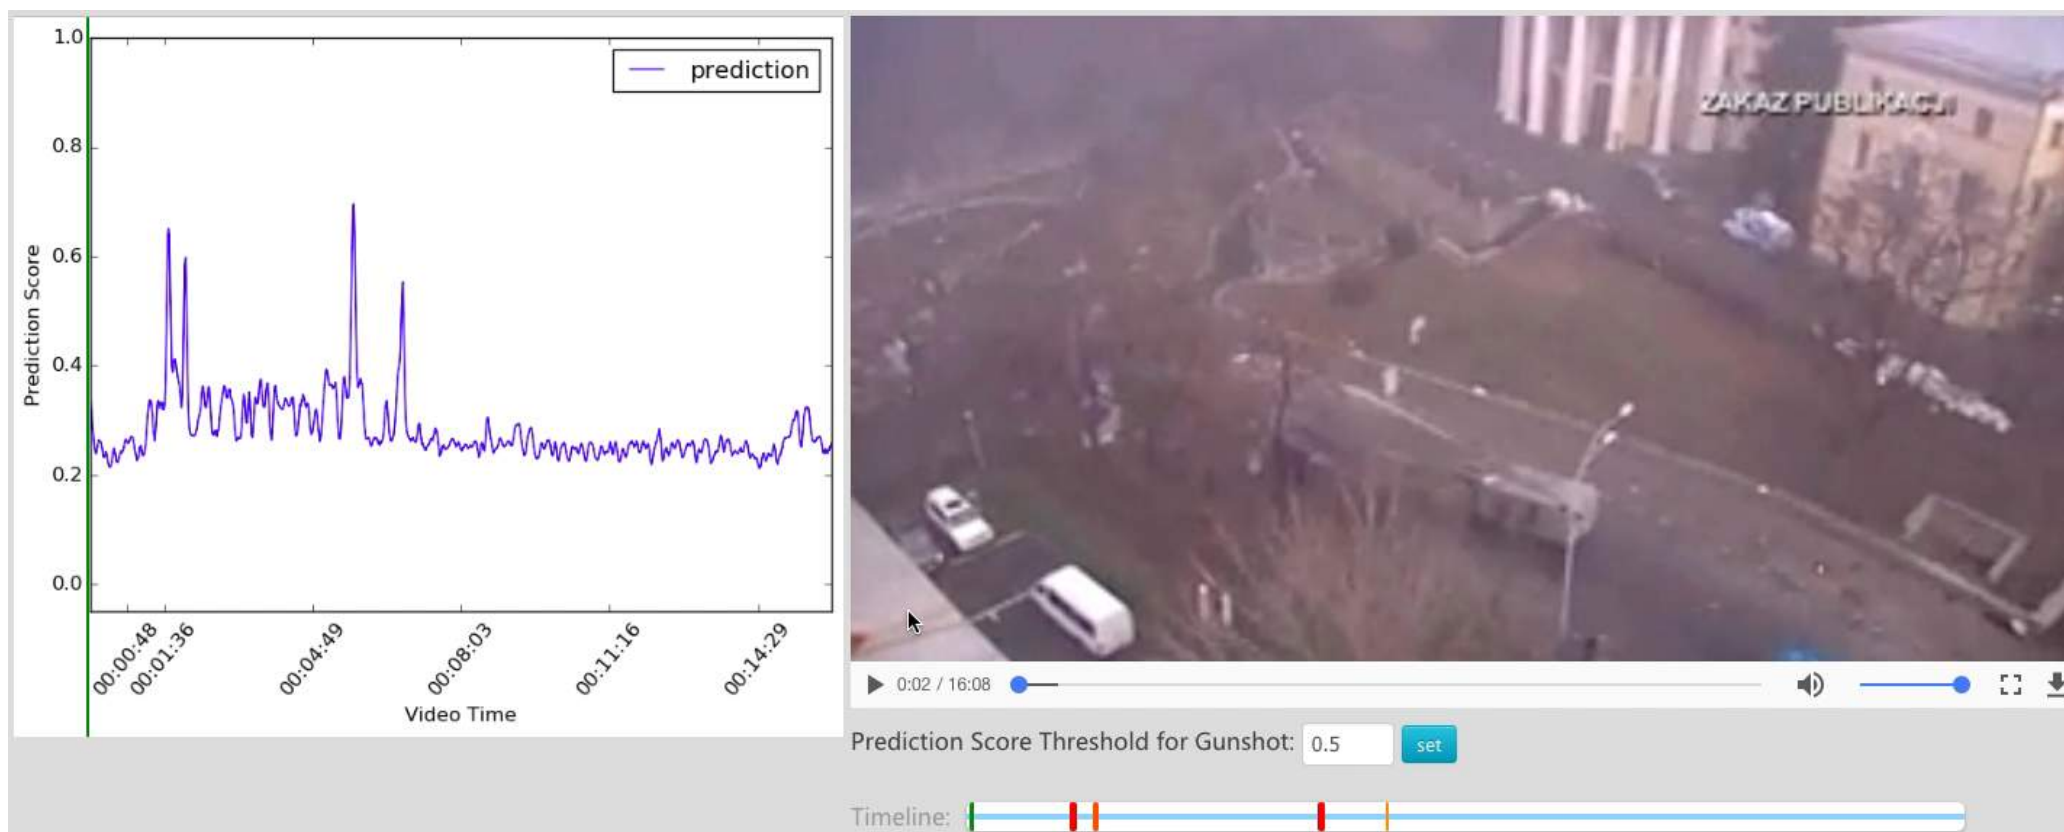 1.0
prediction
0.8
0.6
0.4
0.2
0.0
Prediction Score
00:00:48
00:01:36
00:04:49
00:08:03
00:11:16
00:14:29
Video Time
ZAKAZ PUBLIKACJI
0:02 / 16:08
Prediction Score Threshold for Gunshot: 0.5 set
Timeline: